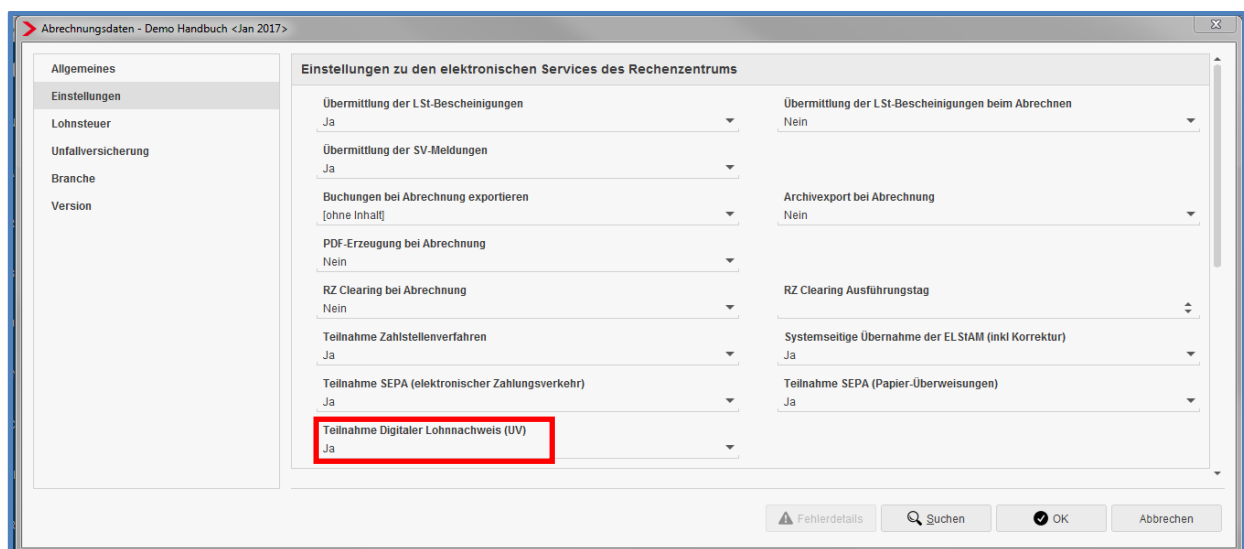 Abrechnungsdaten - Demo Handbuch <Jan 2017>
Allgemeines
Einstellungen
Lohnsteuer
Unfallversicherung
Branche
Version
Einstellungen zu den elektronischen Services des Rechenzentrums
Übermittlung der LSt-Bescheinigungen
Ja
Übermittlung der LSt-Bescheinigungen beim Abrechnen
Nein
Übermittlung der SV-Meldungen
Ja
Buchungen bei Abrechnung exportieren
[ohne Inhalt]
Archivexport bei Abrechnung
Nein
PDF-Erzeugung bei Abrechnung
Nein
RZ Clearing bei Abrechnung
Nein
RZ Clearing Ausführungstag
Teilnahme Zahlstellenverfahren
Ja
Systemseitige Übernahme der ELStAM (inkl Korrektur)
Ja
Teilnahme SEPA (elektronischer Zahlungsverkehr)
Ja
Teilnahme SEPA (Papier-Überweisungen)
Ja
Teilnahme Digitaler Lohnnachweis (UV)
Ja
Fehlerdetails
Suchen
OK
Abbrechen